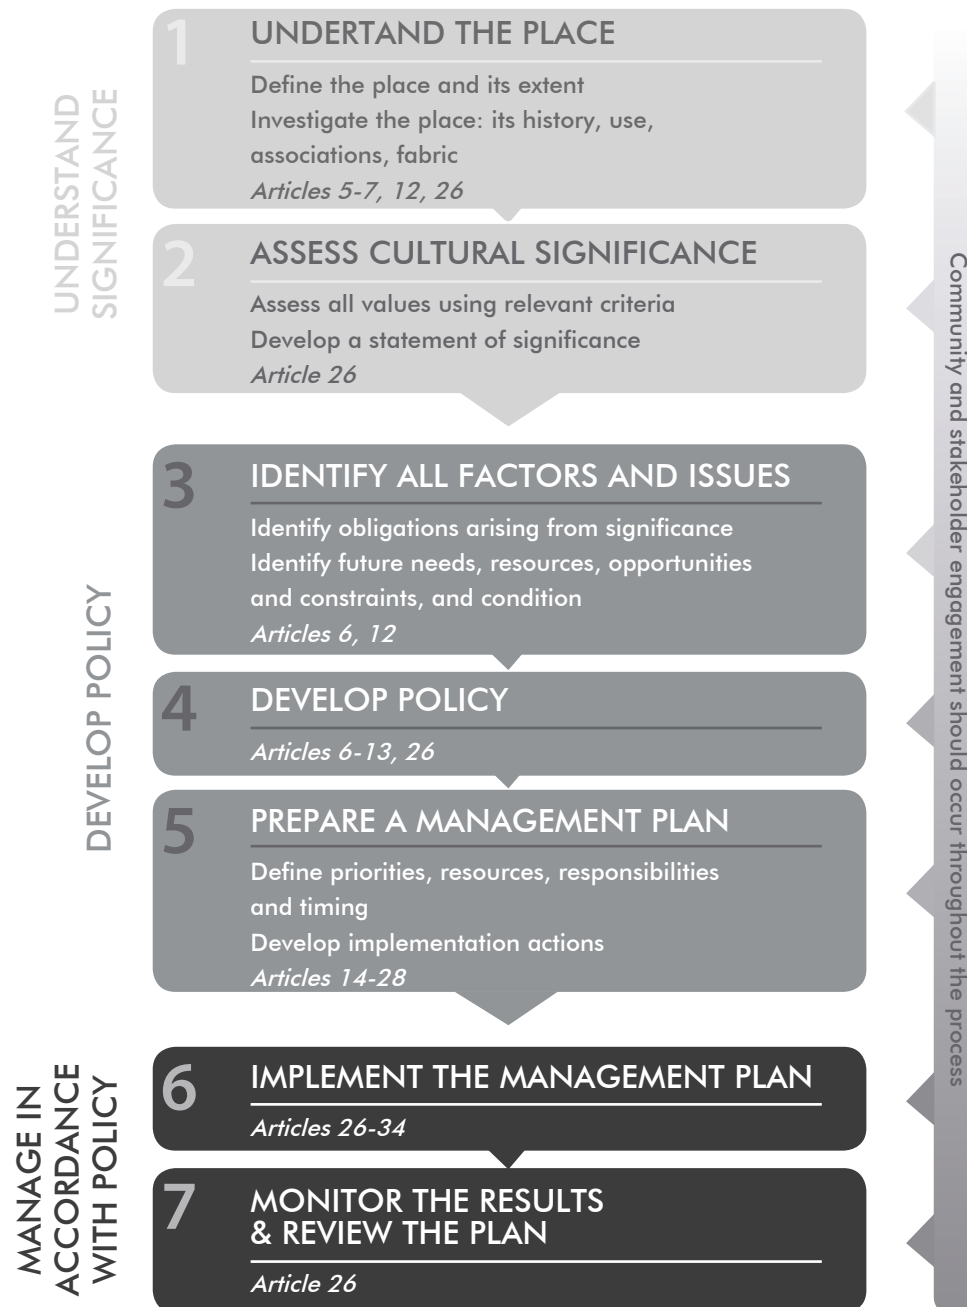 UNDERSTAND
SIGNIFICANCE
1
UNDERTAND THE PLACE
Define the place and its extent
Investigate the place: its history, use,
associations, fabric
Articles 5-7, 12, 26
2
ASSESS CULTURAL SIGNIFICANCE
Assess all values using relevant criteria
Develop a statement of significance
Article 26
DEVELOP POLICY
3
IDENTIFY ALL FACTORS AND ISSUES
Identify obligations arising from significance
Identify future needs, resources, opportunities
and constraints, and condition
Articles 6, 12
4
DEVELOP POLICY
Articles 6-13, 26
5
PREPARE A MANAGEMENT PLAN
Define priorities, resources, responsibilities
and timing
Develop implementation actions
Articles 14-28
MANAGE IN
ACCORDANCE
WITH POLICY
6
IMPLEMENT THE MANAGEMENT PLAN
Articles 26-34
7
MONITOR THE RESULTS
& REVIEW THE PLAN
Article 26
Community and stakeholder engagement should occur throughout the process